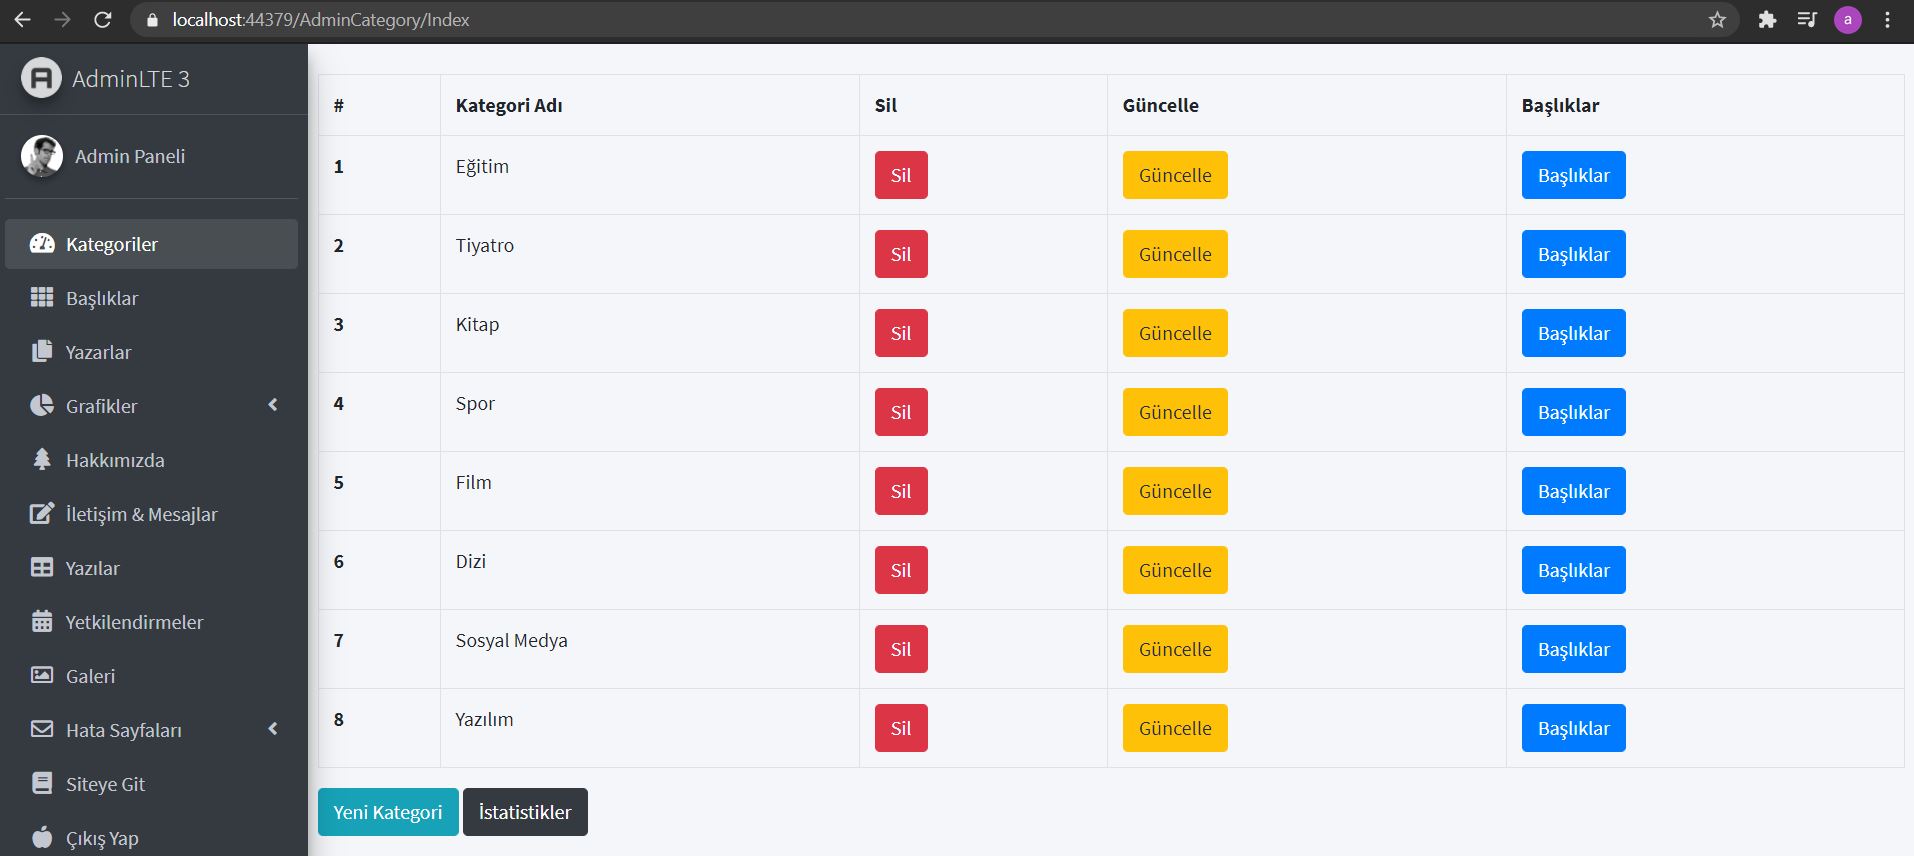 localhost:44379/AdminCategory/Index
a
AdminLTE 3
Admin Paneli
Kategoriler
Başlıklar
Yazarlar
Grafikler
Hakkımızda
İletişim & Mesajlar
Yazılar
Yetkilendirmeler
Galeri
Hata Sayfaları
Siteye Git
Çıkış Yap
# Kategori Adı Sil Güncelle Başlıklar
1 Eğitim Sil Güncelle Başlıklar
2 Tiyatro Sil Güncelle Başlıklar
3 Kitap Sil Güncelle Başlıklar
4 Spor Sil Güncelle Başlıklar
5 Film Sil Güncelle Başlıklar
6 Dizi Sil Güncelle Başlıklar
7 Sosyal Medya Sil Güncelle Başlıklar
8 Yazılım Sil Güncelle Başlıklar
Yeni Kategori İstatistikler